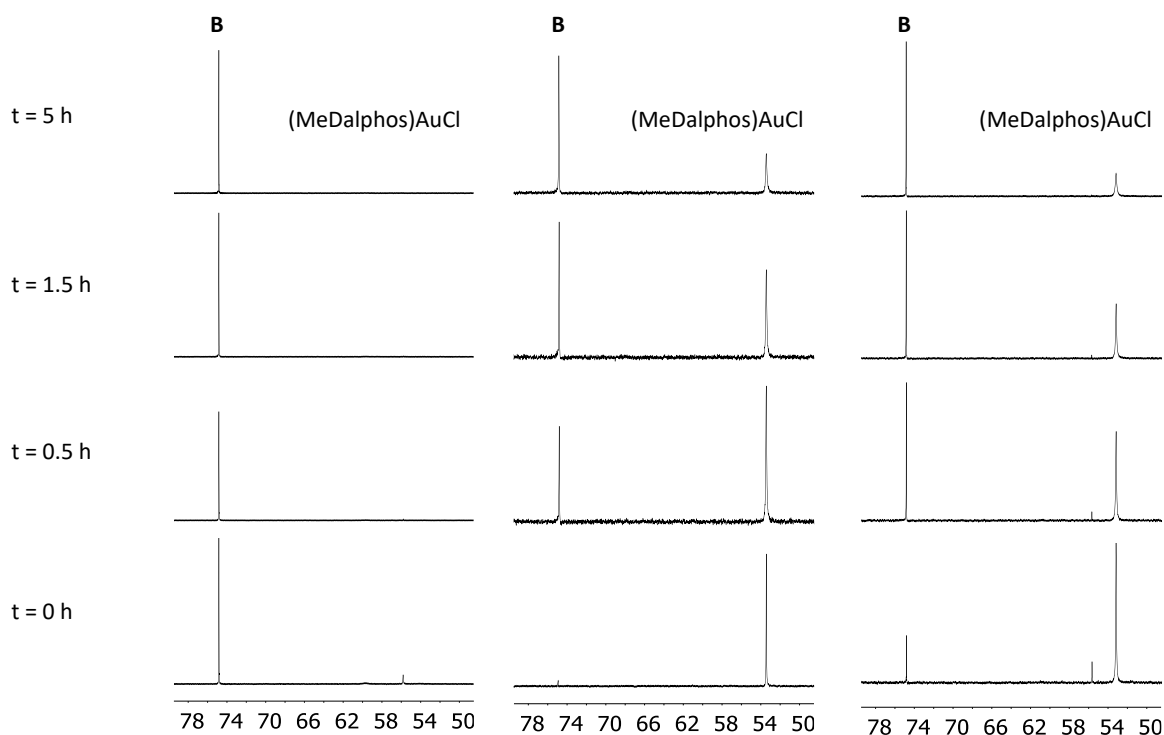 B B B
t = 5 h (MeDalphos)AuCl (MeDalphos)AuCl (MeDalphos)AuCl
t = 1.5 h
t = 0.5 h
t = 0 h
78 74 70 66 62 58 54 50 78 74 70 66 62 58 54 50 78 74 70 66 62 58 54 50